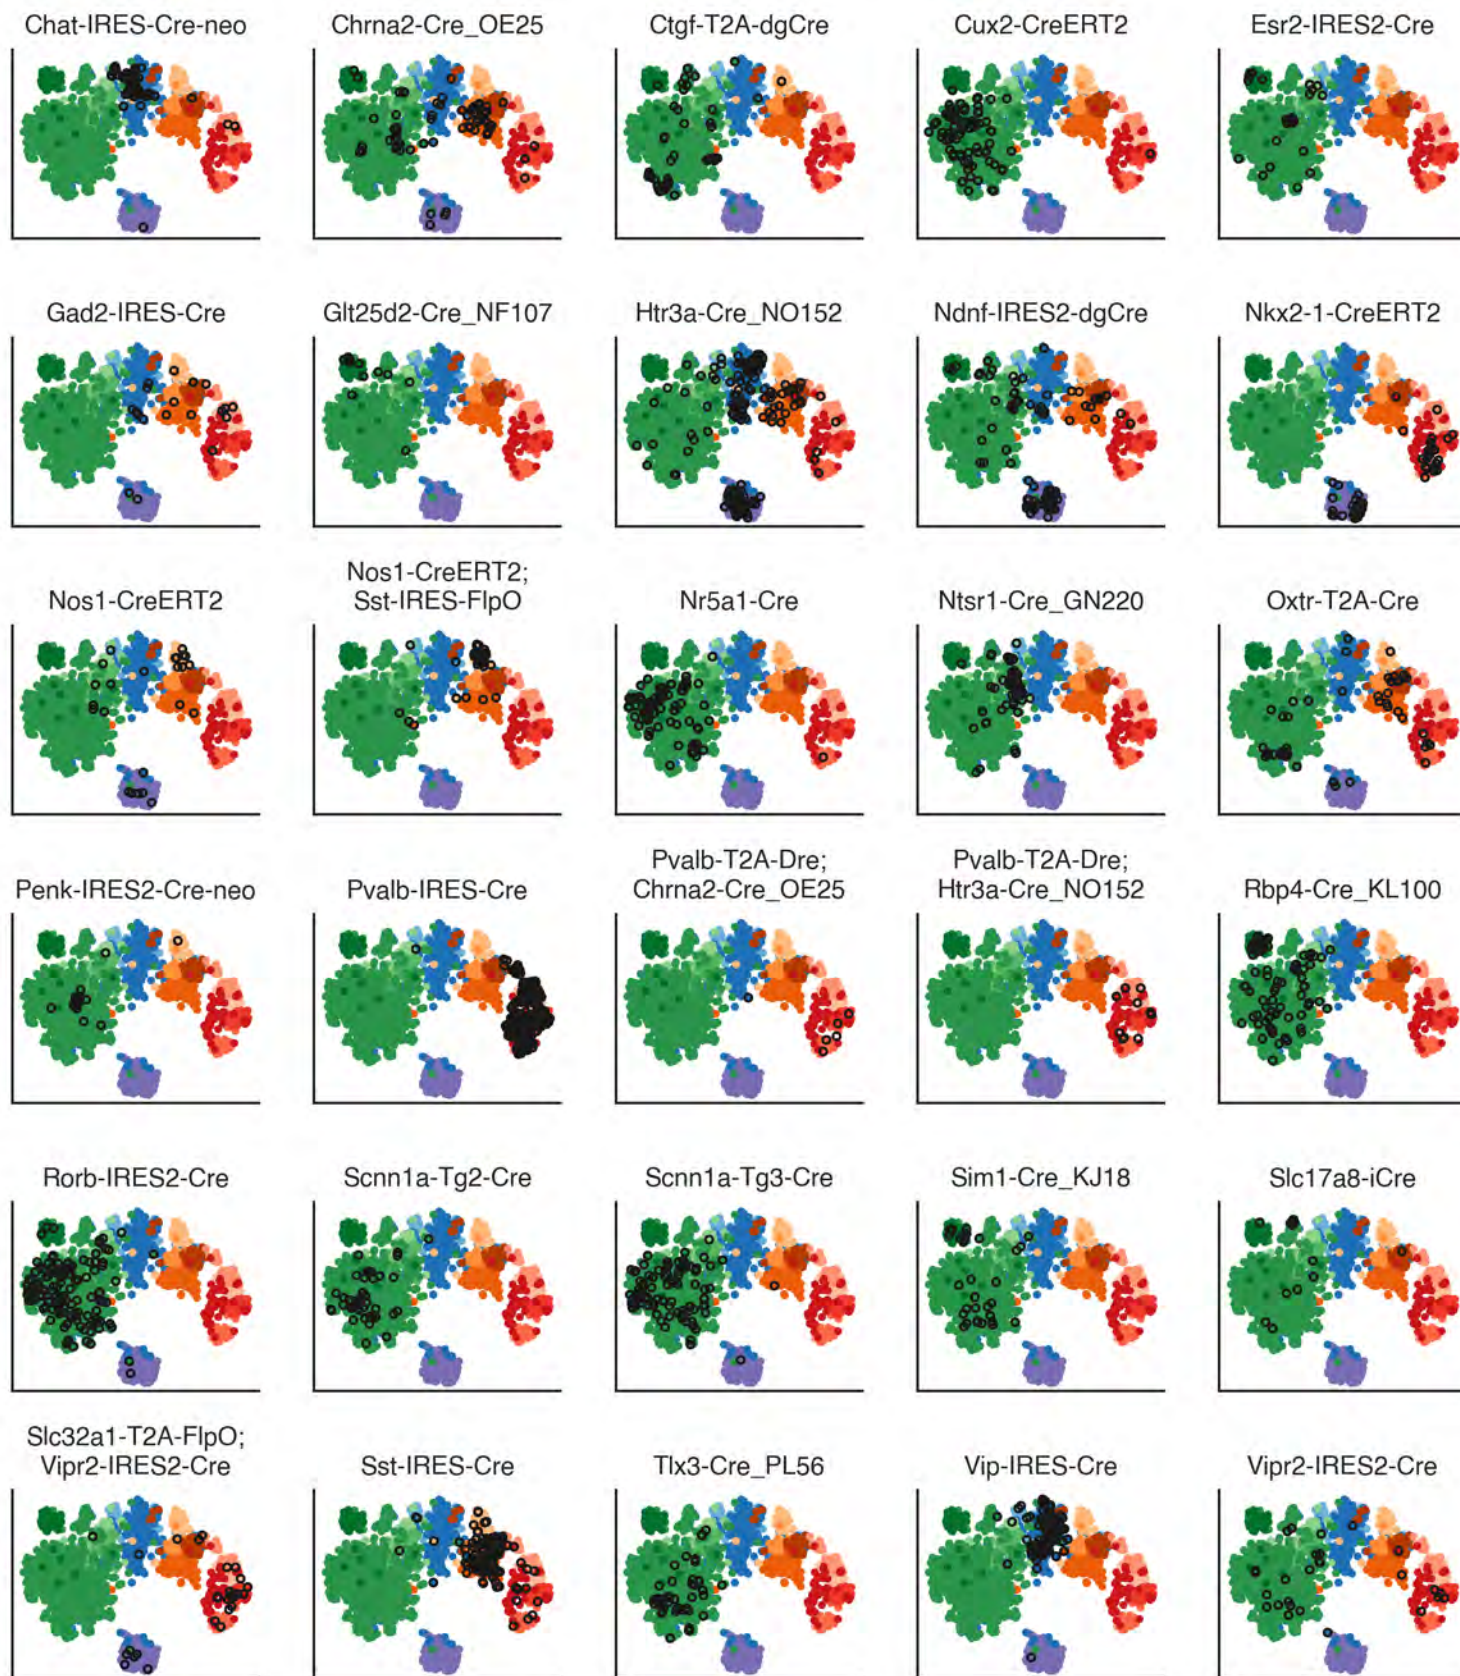 Chat-IRES-Cre-neo
Chrna2-Cre_OE25
Ctgf-T2A-dgCre
Cux2-CreERT2
Esr2-IRES2-Cre
Gad2-IRES-Cre
Glt25d2-Cre_NF107
Htr3a-Cre_NO152
Ndnf-IRES2-dgCre
Nkx2-1-CreERT2
Nos1-CreERT2
Nos1-CreERT2;
Sst-IRES-FlpO
Nr5a1-Cre
Ntsr1-Cre_GN220
Oxtr-T2A-Cre
Penk-IRES2-Cre-neo
Pvalb-IRES-Cre
Pvalb-T2A-Dre;
Chrna2-Cre_OE25
Pvalb-T2A-Dre;
Htr3a-Cre_NO152
Rbp4-Cre_KL100
Rorb-IRES2-Cre
Scnn1a-Tg2-Cre
Scnn1a-Tg3-Cre
Sim1-Cre_KJ18
Slc17a8-iCre
Slc32a1-T2A-FlpO;
Vipr2-IRES2-Cre
Sst-IRES-Cre
Tlx3-Cre_PL56
Vip-IRES-Cre
Vipr2-IRES2-Cre